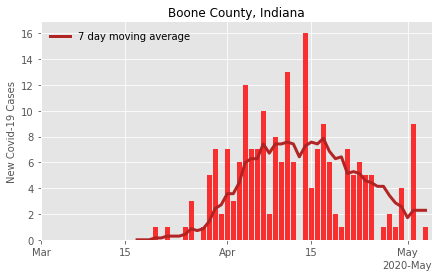 Boone County, Indiana
7 day moving average
New Covid-19 Cases
16
14
12
10
8
6
4
2
0
Mar
15
Apr
15
May
2020-May